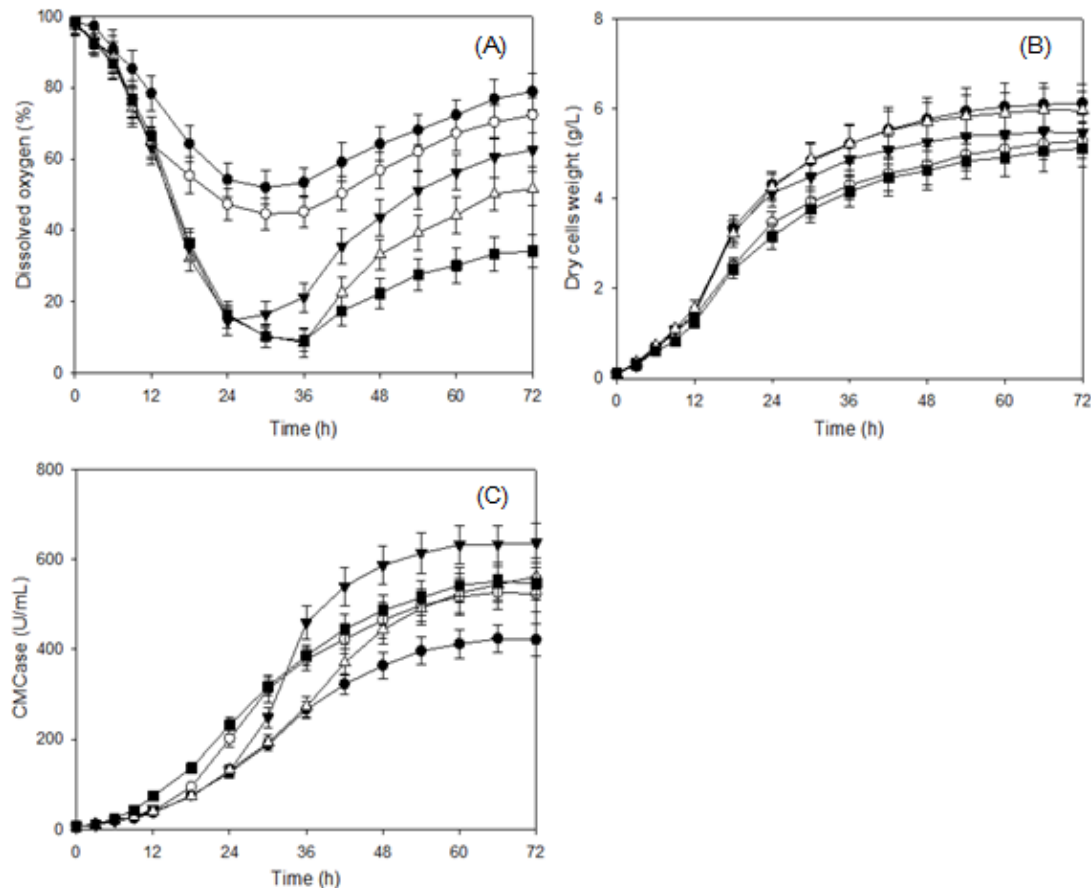 (A)
Dissolved oxygen (%)
100
80
60
40
20
0
0 12 24 36 48 60 72
Time (h)
(B)
Dry cells weight (g/L)
8
6
4
2
0
0 12 24 36 48 60 72
Time (h)
(C)
CMCase (U/mL)
800
600
400
200
0
0 12 24 36 48 60 72
Time (h)